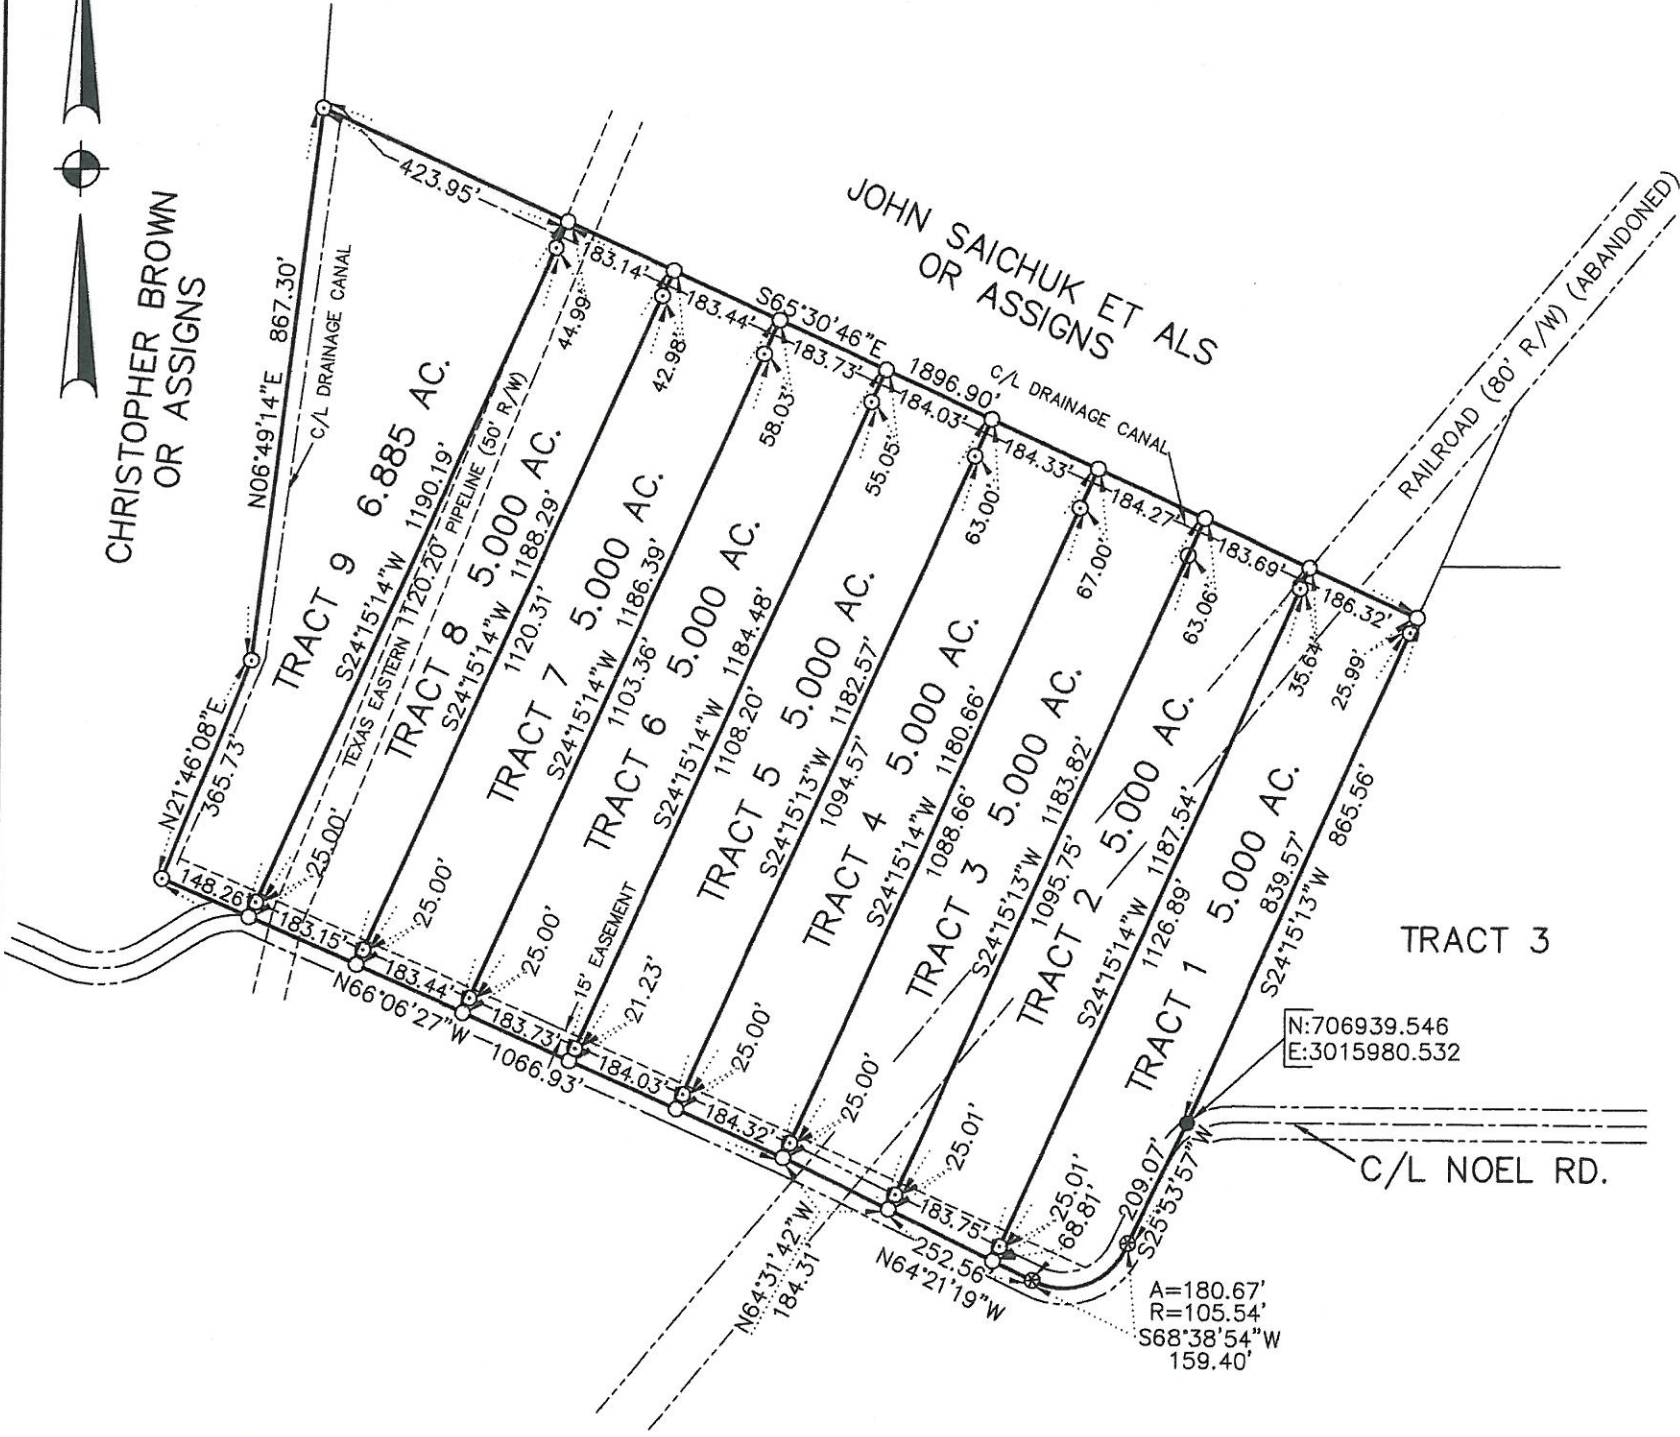 JOHN SAICHUK ET ALS
OR ASSIGNS
CHRISTOPHER BROWN
OR ASSIGNS
RAILROAD (80' R/W) (ABANDONED)
S65°30'46"E
1896.90'
C/L DRAINAGE CANAL
423.95'
183.14'
183.44'
183.73'
184.03'
184.33'
184.27'
183.69'
186.32'
44.99'
42.98'
58.03'
55.05'
63.00'
67.00'
63.06'
35.64'
25.99'
N06°49'14"E 867.30'
C/L DRAINAGE CANAL
N21°46'08"E
365.73'
TRACT 9 6.885 AC.
S24°15'14"W 1190.19'
1120.20'
TEXAS EASTERN PIPELINE (50' R/W)
TRACT 8 5.000 AC.
S24°15'14"W 1188.29'
1120.31'
TRACT 7 5.000 AC.
S24°15'14"W 1186.39'
1103.36'
TRACT 6 5.000 AC.
S24°15'14"W 1184.48'
1108.20'
TRACT 5 5.000 AC.
S24°15'13"W 1182.57'
1094.57'
TRACT 4 5.000 AC.
S24°15'14"W 1180.66'
1088.66'
TRACT 3 5.000 AC.
S24°15'13"W 1183.82'
1095.75'
TRACT 2 5.000 AC.
S24°15'14"W 1187.54'
1126.89'
TRACT 1 5.000 AC.
839.57'
S24°15'13"W 865.56'
TRACT 3
N:706939.546
E:3015980.532
C/L NOEL RD.
15' EASEMENT
25.00'
25.00'
25.00'
21.23'
25.00'
25.00'
25.01'
25.01'
68.81'
209.07'
S25°53'57"W
148.26'
183.15'
183.44'
183.73'
184.03'
184.32'
183.75'
N66°06'27"W
1066.93'
N64°31'42"W
184.31'
252.56'
N64°21'19"W
A=180.67'
R=105.54'
S68°38'54"W
159.40'